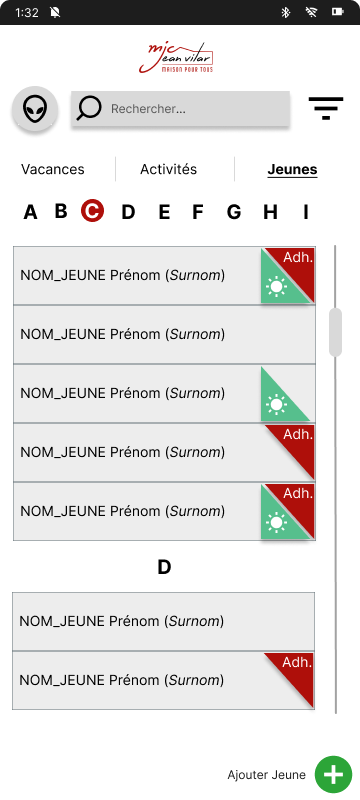 1:32
mjc
jean vilar
MAISON POUR TOUS
Rechercher...
Vacances Activités Jeunes
A B C D E F G H I
NOM_JEUNE Prénom (Surnom) Adh.
NOM_JEUNE Prénom (Surnom)
NOM_JEUNE Prénom (Surnom)
NOM_JEUNE Prénom (Surnom) Adh.
NOM_JEUNE Prénom (Surnom) Adh.
D
NOM_JEUNE Prénom (Surnom)
NOM_JEUNE Prénom (Surnom) Adh.
Ajouter Jeune